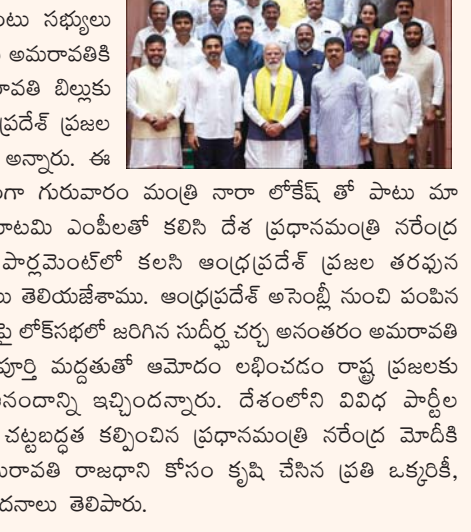 ంటు సభ్యులు
అమరావతికి
రావతి బిల్లుకు
ప్రదేశ్ ప్రజల
అన్నారు. ఈ
ంగా గురువారం మంత్రి నారా లోకేష్ తో పాటు మా
ూటమి ఎంపీలతో కలిసి దేశ ప్రధానమంత్రి నరేంద్ర
పార్లమెంట్‌లో కలసి ఆంధ్రప్రదేశ్ ప్రజల తరఫున
లు తెలియజేశాము. ఆంధ్రప్రదేశ్ అసెంబ్లీ నుంచి పంపిన
పై లోక్‌సభలో జరిగిన సుదీర్ఘ చర్చ అనంతరం అమరావతి
పూర్తి మద్దతుతో ఆమోదం లభించడం రాష్ట్ర ప్రజలకు
నందాన్ని ఇచ్చిందన్నారు. దేశంలోని వివిధ పార్టీల
చట్టబద్ధత కల్పించిన ప్రధానమంత్రి నరేంద్ర మోదీకి
మరావతి రాజధాని కోసం కృషి చేసిన ప్రతి ఒక్కరికీ,
దనాలు తెలిపారు.